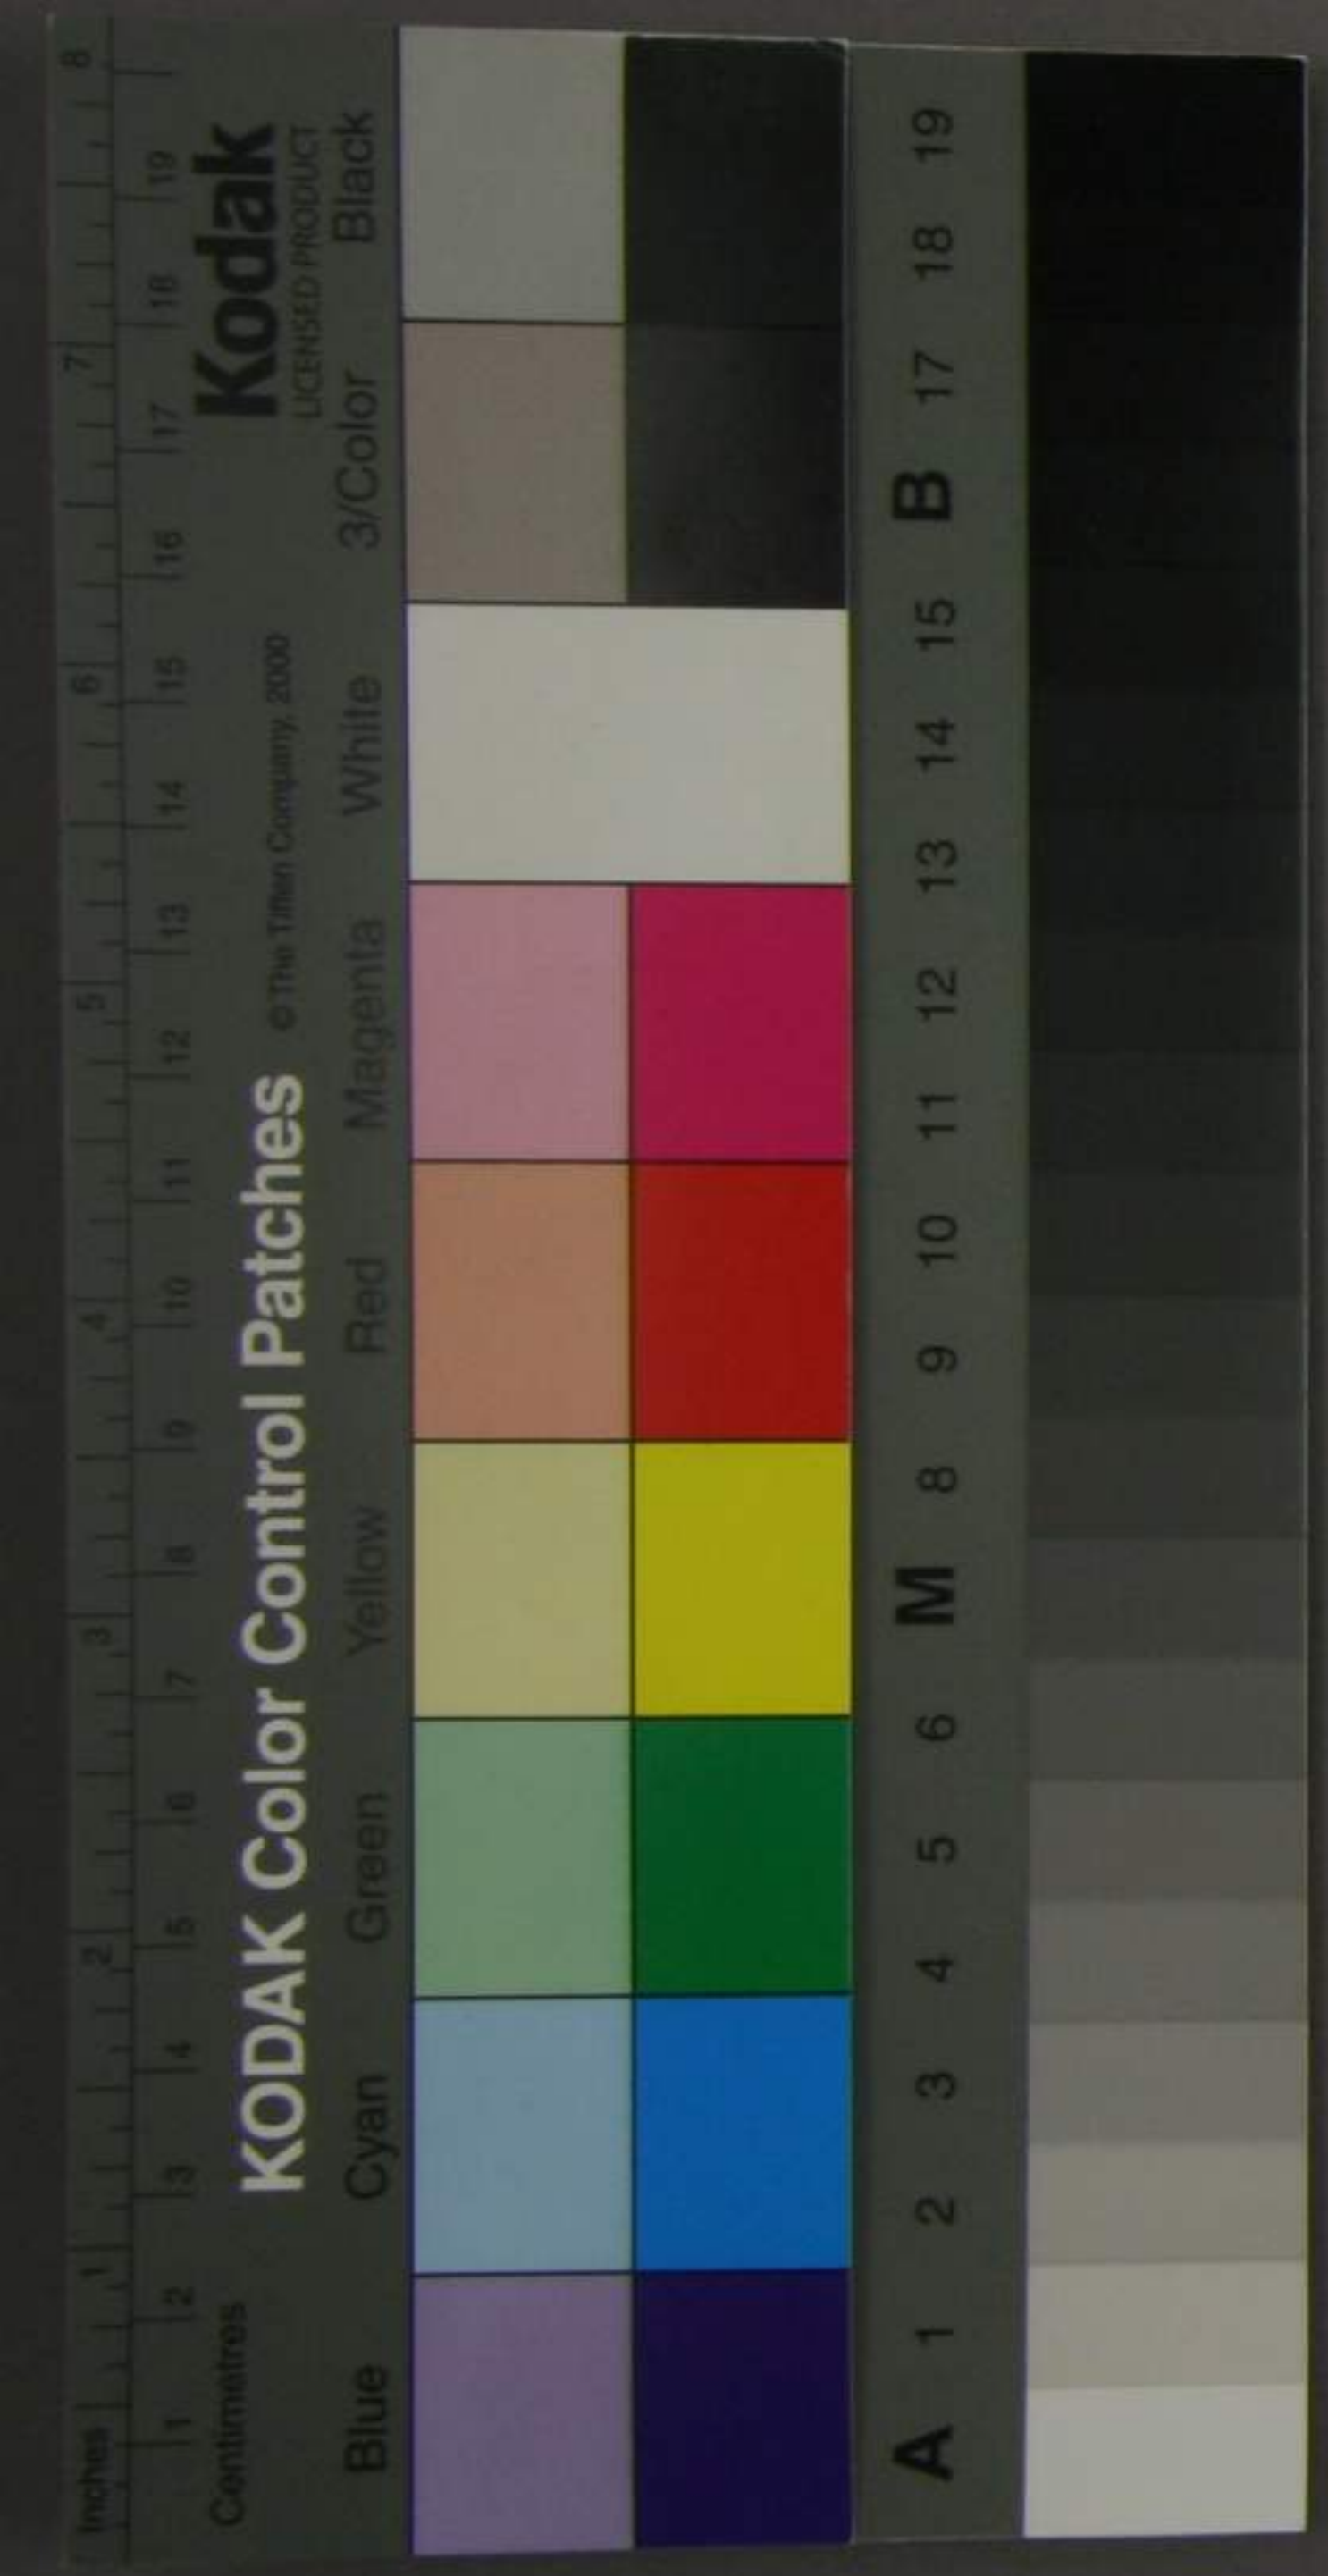 Inches 1 2 3 4 5 6 7 8
Centimetres 1 2 3 4 5 6 7 8 9 10 11 12 13 14 15 16 17 18 19
KODAK Color Control Patches © The Tiffen Company, 2000 Kodak
LICENSED PRODUCT
Blue Cyan Green Yellow Red Magenta White 3/Color Black
A 1 2 3 4 5 6 M 8 9 10 11 12 13 14 15 B 17 18 19